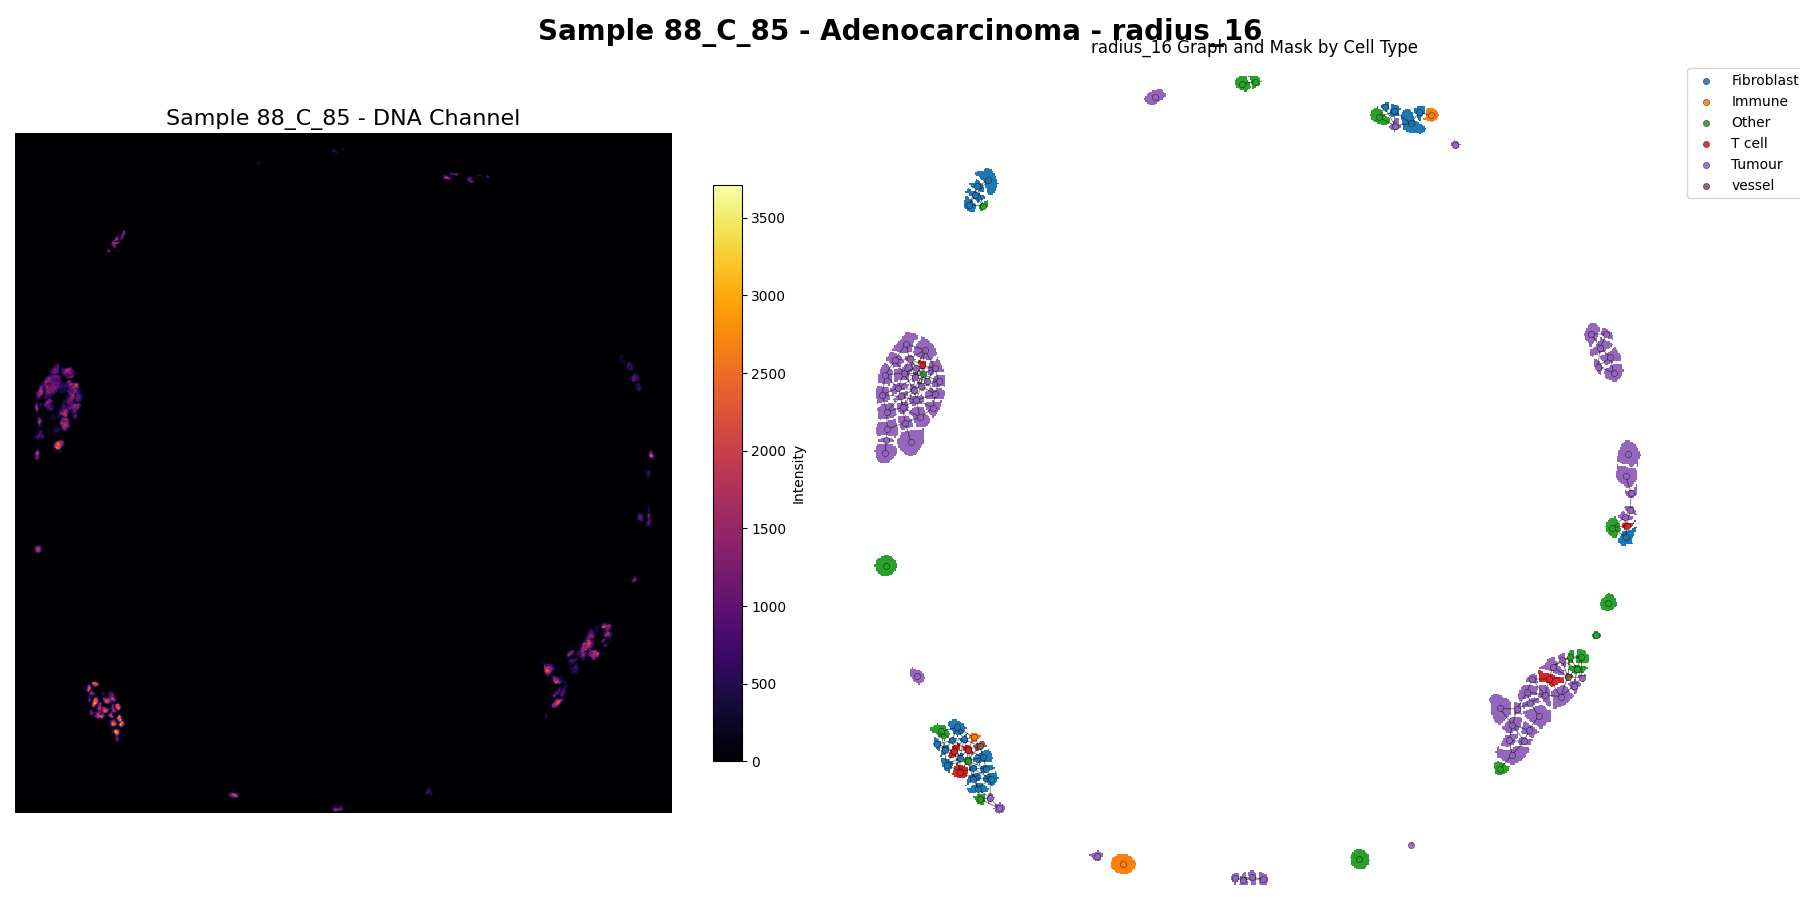 Sample 88_C_85 - Adenocarcinoma - radius_16
radius_16 Graph and Mask by Cell Type
Sample 88_C_85 - DNA Channel
Fibroblast
Immune
Other
T cell
Tumour
vessel
3500
3000
2500
2000
1500
1000
500
0
Intensity